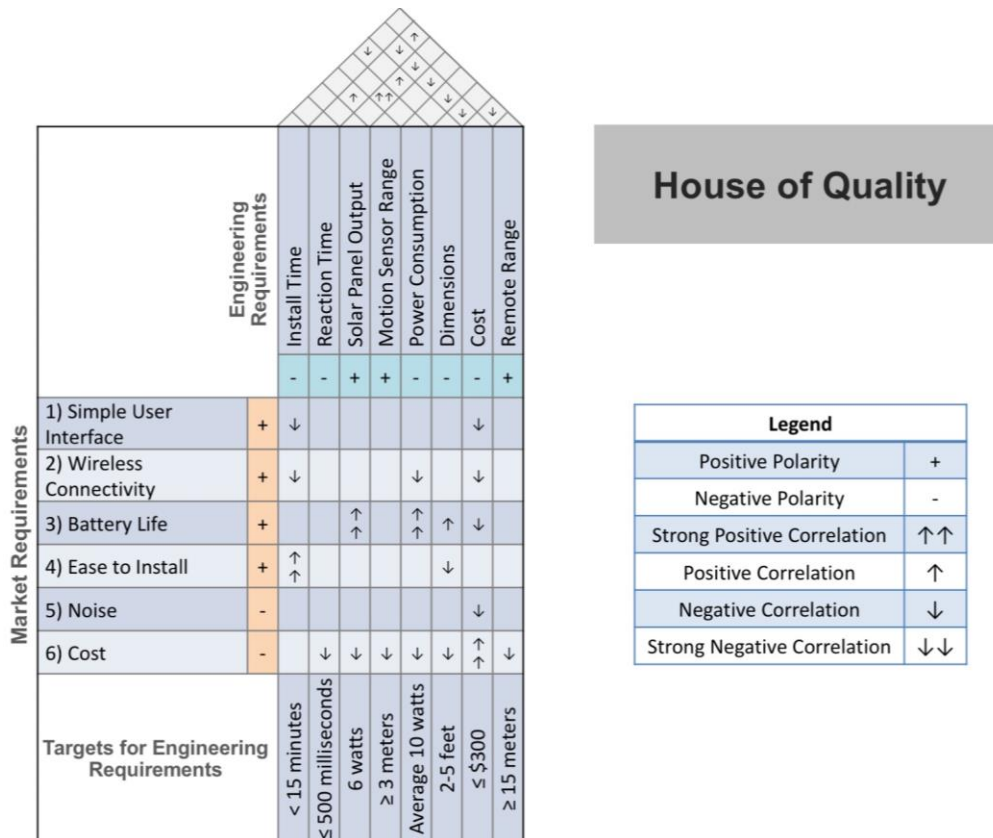 House of Quality
Engineering
Requirements
Install Time
Reaction Time
Solar Panel Output
Motion Sensor Range
Power Consumption
Dimensions
Cost
Remote Range
- - + + - - - +
Market Requirements
1) Simple User
Interface + ↓ ↓
2) Wireless
Connectivity + ↓ ↓ ↓
3) Battery Life + ↑↑ ↑↑ ↑ ↓
4) Ease to Install + ↑↑ ↓
5) Noise - ↓
6) Cost - ↓ ↓ ↓ ↓ ↓ ↑↑ ↓
Targets for Engineering
Requirements
< 15 minutes
≤ 500 milliseconds
6 watts
≥ 3 meters
Average 10 watts
2-5 feet
≤ $300
≥ 15 meters
Legend
Positive Polarity +
Negative Polarity -
Strong Positive Correlation ↑↑
Positive Correlation ↑
Negative Correlation ↓
Strong Negative Correlation ↓↓